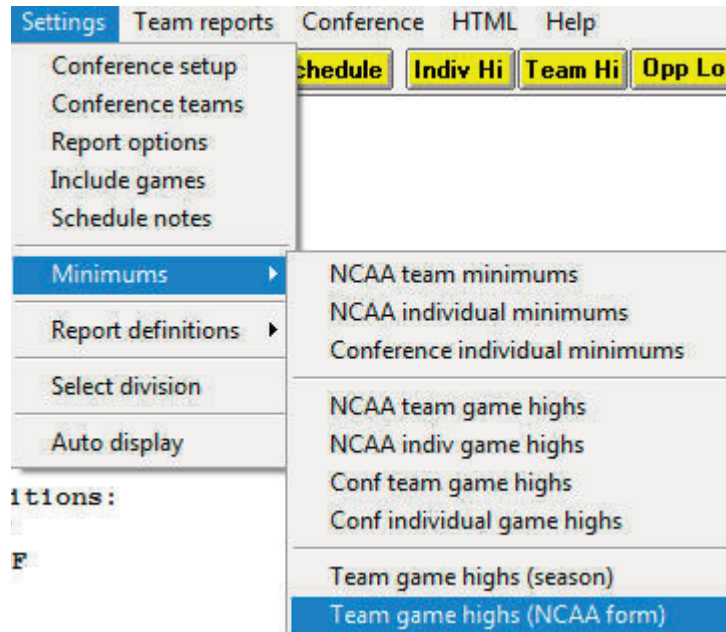 Settings Team reports Conference HTML Help
Indiv Hi Team Hi
Conference setup
Conference teams
Report options
Include games
Schedule notes
Minimums
Report definitions
Select division
Auto display
NCAA team minimums
NCAA individual minimums
Conference individual minimums
NCAA team game highs
NCAA indiv game highs
Conf team game highs
Conf individual game highs
Team game highs (season)
Team game highs (NCAA form)
itions:
F